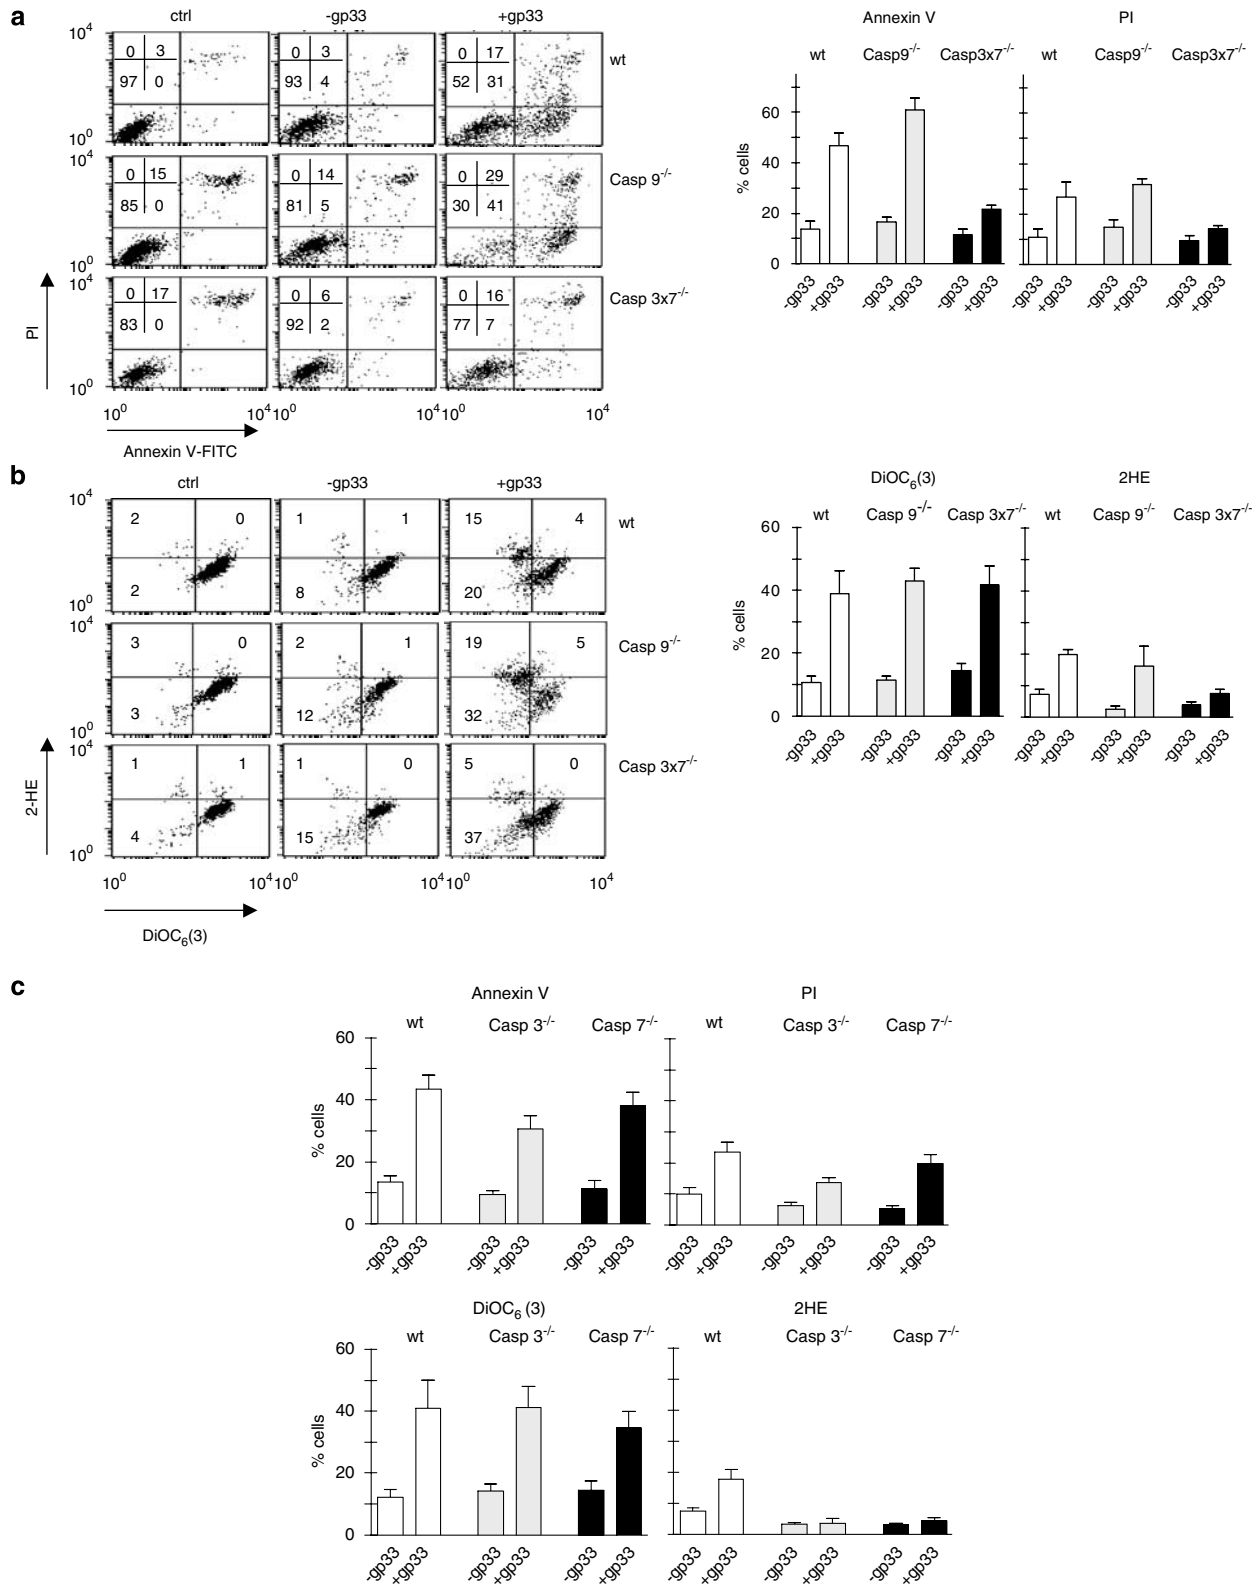 a
ctrl
-gp33
+gp33
10^4
0 3
97 0
0 3
93 4
0 17
52 31
wt
10^0
10^4
0 15
85 0
0 14
81 5
0 29
30 41
Casp 9^-/-
10^0
10^4
0 17
83 0
0 6
92 2
0 16
77 7
Casp 3x7^-/-
10^0
PI
10^0
10^4 10^0
10^4
Annexin V-FITC
Annexin V
PI
wt
Casp9^-/-
Casp3x7^-/-
wt
Casp9^-/-
Casp3x7^-/-
% cells
60
40
20
0
-gp33
+gp33
-gp33
+gp33
-gp33
+gp33
-gp33
+gp33
-gp33
+gp33
-gp33
+gp33
b
ctrl
-gp33
+gp33
10^4
2 0
2
1 1
8
15 4
20
wt
10^0
10^4
3 0
3
2 1
12
19 5
32
Casp 9^-/-
10^0
10^4
1 1
4
1 0
15
5 0
37
Casp 3x7^-/-
10^0
2-HE
10^0
10^4 10^0
10^4
DiOC6(3)
DiOC6(3)
2HE
wt
Casp 9^-/-
Casp 3x7^-/-
wt
Casp 9^-/-
Casp 3x7^-/-
% cells
60
40
20
0
-gp33
+gp33
-gp33
+gp33
-gp33
+gp33
-gp33
+gp33
-gp33
+gp33
-gp33
+gp33
c
Annexin V
PI
wt
Casp 3^-/-
Casp 7^-/-
wt
Casp 3^-/-
Casp 7^-/-
% cells
60
40
20
0
-gp33
+gp33
-gp33
+gp33
-gp33
+gp33
-gp33
+gp33
-gp33
+gp33
-gp33
+gp33
DiOC6 (3)
2HE
wt
Casp 3^-/-
Casp 7^-/-
wt
Casp 3^-/-
Casp 7^-/-
% cells
60
40
20
0
-gp33
+gp33
-gp33
+gp33
-gp33
+gp33
-gp33
+gp33
-gp33
+gp33
-gp33
+gp33